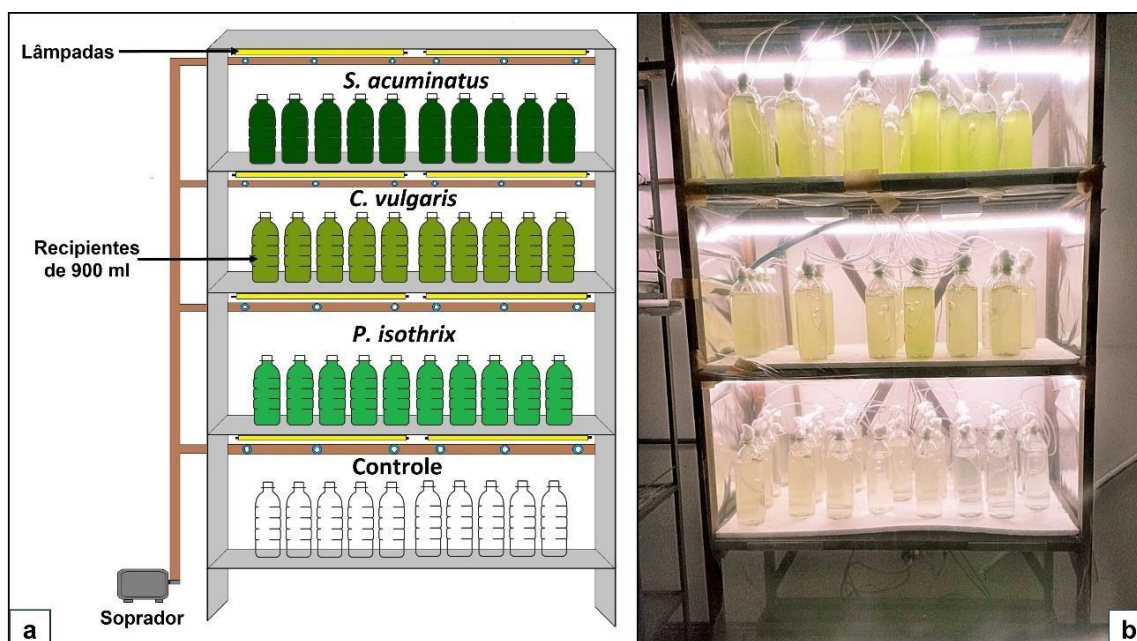 Lâmpadas
S. acuminatus
C. vulgaris
Recipientes
de 900 ml
P. isothrix
Controle
Soprador
a
b